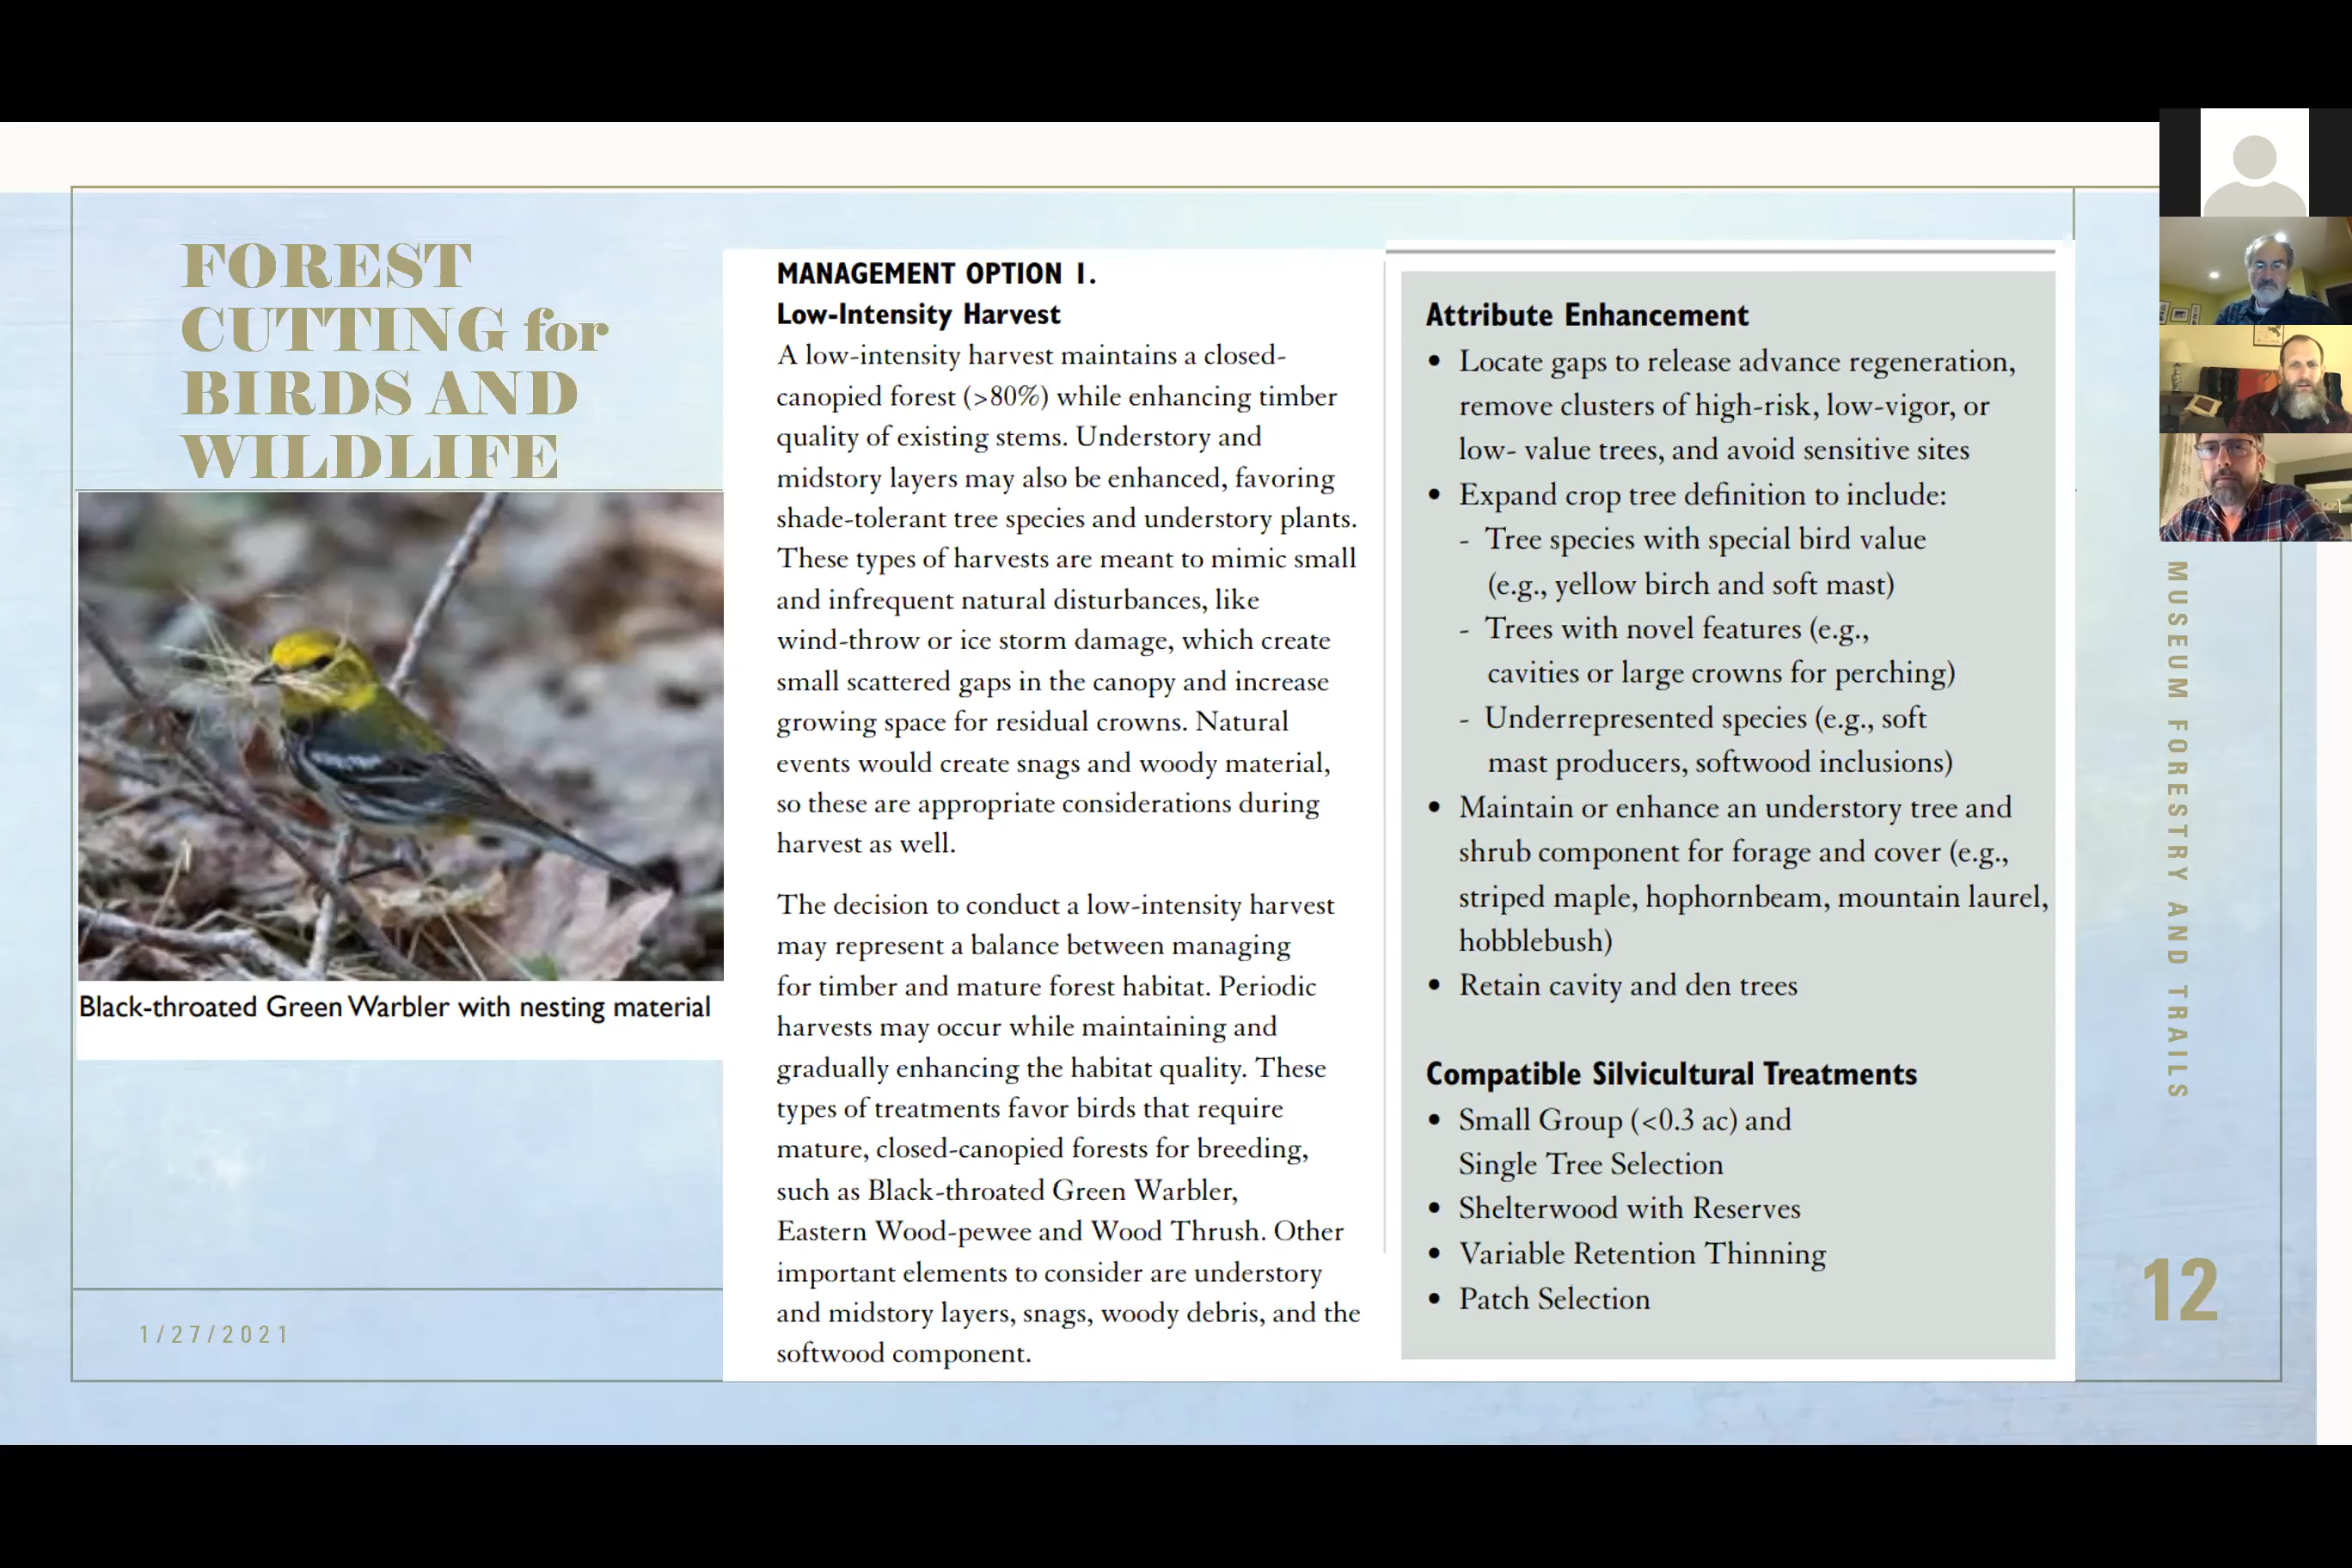 FOREST
CUTTING for
BIRDS AND
WILDLIFE
Black-throated Green Warbler with nesting material
1/27/2021
MANAGEMENT OPTION 1.
Low-Intensity Harvest
A low-intensity harvest maintains a closed-
canopied forest (>80%) while enhancing timber
quality of existing stems. Understory and
midstory layers may also be enhanced, favoring
shade-tolerant tree species and understory plants.
These types of harvests are meant to mimic small
and infrequent natural disturbances, like
wind-throw or ice storm damage, which create
small scattered gaps in the canopy and increase
growing space for residual crowns. Natural
events would create snags and woody material,
so these are appropriate considerations during
harvest as well.
The decision to conduct a low-intensity harvest
may represent a balance between managing
for timber and mature forest habitat. Periodic
harvests may occur while maintaining and
gradually enhancing the habitat quality. These
types of treatments favor birds that require
mature, closed-canopied forests for breeding,
such as Black-throated Green Warbler,
Eastern Wood-pewee and Wood Thrush. Other
important elements to consider are understory
and midstory layers, snags, woody debris, and the
softwood component.
Attribute Enhancement
• Locate gaps to release advance regeneration,
remove clusters of high-risk, low-vigor, or
low- value trees, and avoid sensitive sites
• Expand crop tree definition to include:
- Tree species with special bird value
(e.g., yellow birch and soft mast)
- Trees with novel features (e.g.,
cavities or large crowns for perching)
- Underrepresented species (e.g., soft
mast producers, softwood inclusions)
• Maintain or enhance an understory tree and
shrub component for forage and cover (e.g.,
striped maple, hophornbeam, mountain laurel,
hobblebush)
• Retain cavity and den trees
Compatible Silvicultural Treatments
• Small Group (<0.3 ac) and
Single Tree Selection
• Shelterwood with Reserves
• Variable Retention Thinning
• Patch Selection
MUSEUM FORESTRY AND TRAILS
12